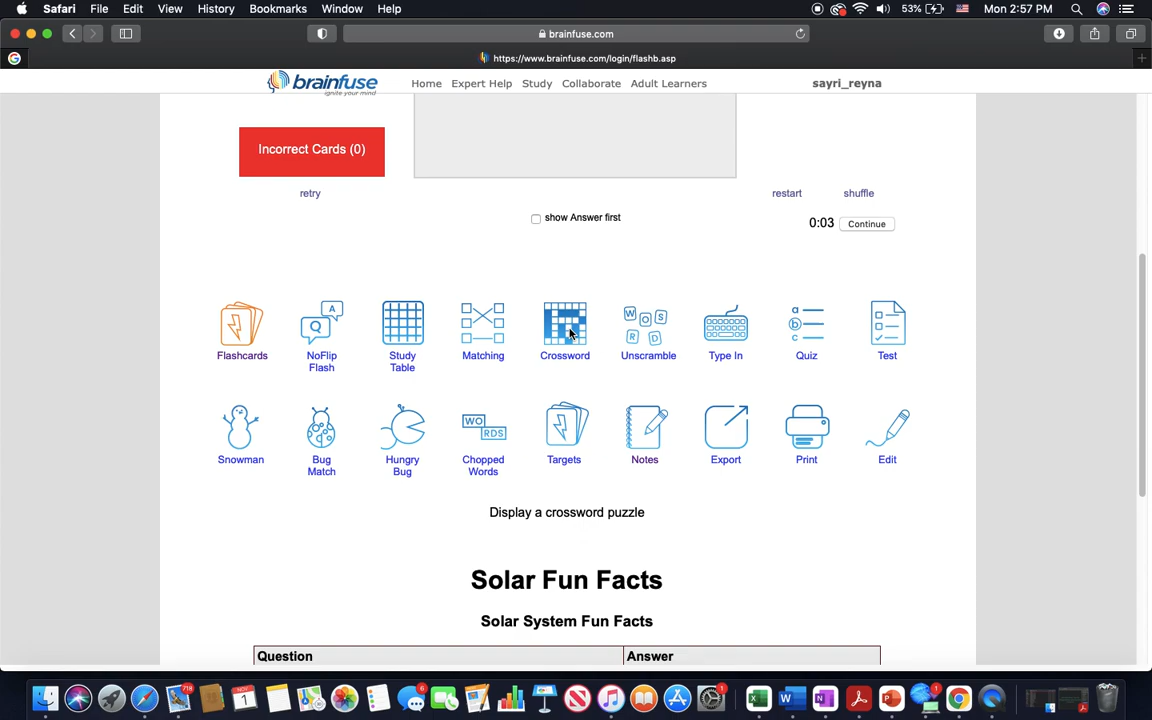 Safari File Edit View History Bookmarks Window Help 53% Mon 2:57 PM
brainfuse.com
https://www.brainfuse.com/login/flashb.asp
brainfuse Home Expert Help Study Collaborate Adult Learners sayri_reyna
ignite your mind
Incorrect Cards (0)
retry restart shuffle
show Answer first
0:03 Continue
Flashcards NoFlip Flash Study Table Matching Crossword Unscramble Type In Quiz Test
Snowman Bug Match Hungry Bug Chopped Words Targets Notes Export Print Edit
Display a crossword puzzle
Solar Fun Facts
Solar System Fun Facts
Question Answer